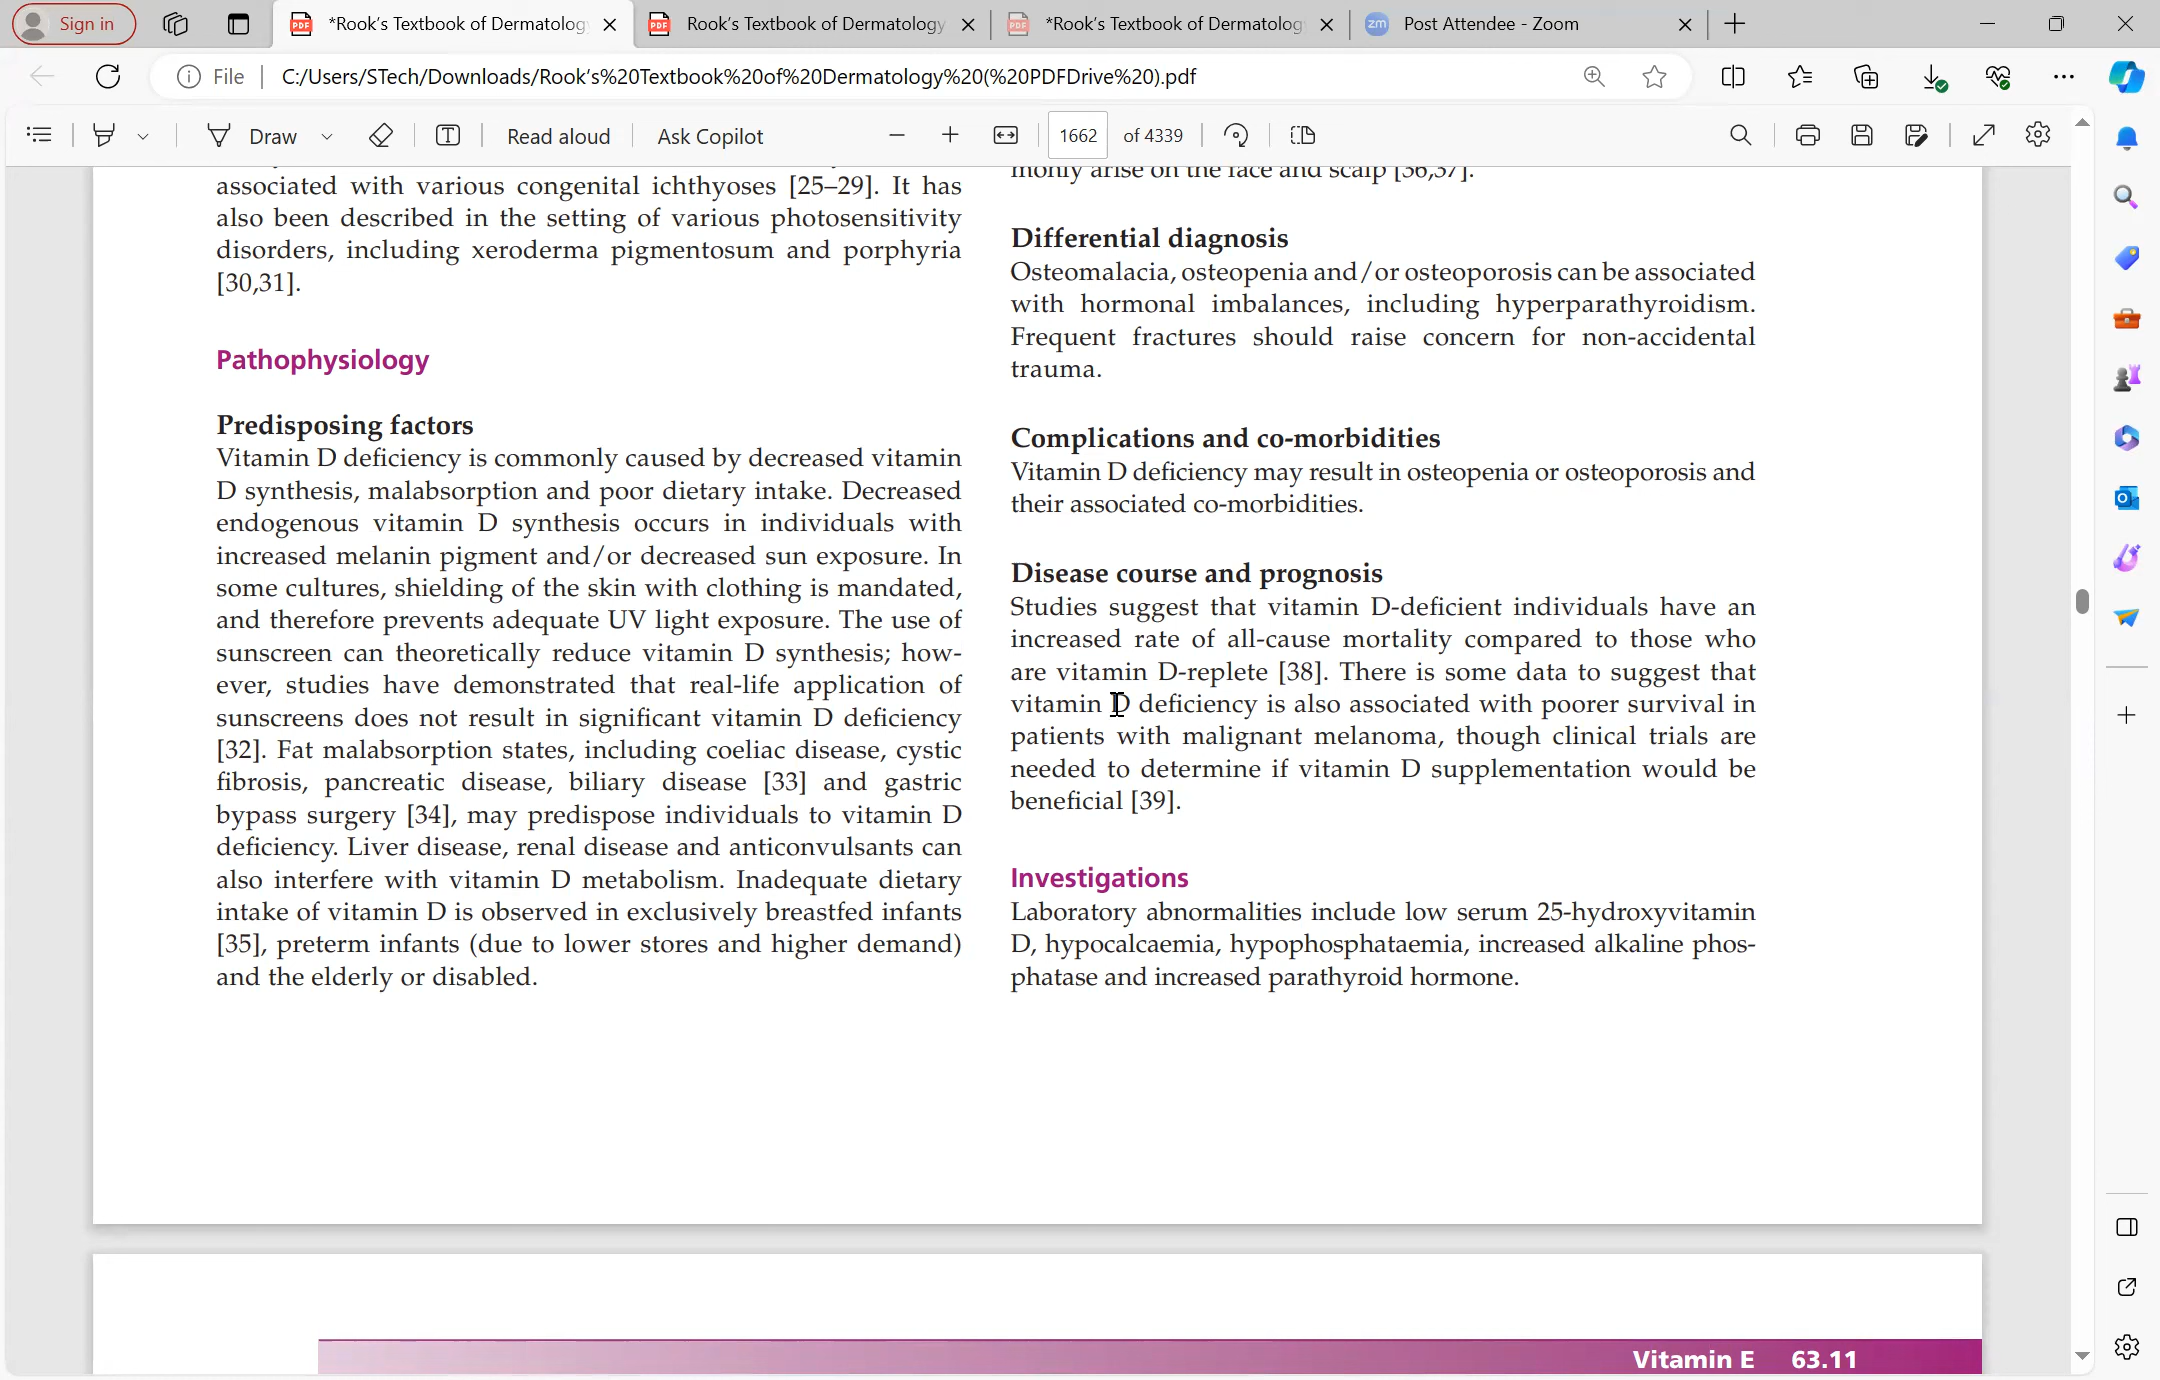 Sign in
*Rook's Textbook of Dermatolog
Rook's Textbook of Dermatology
*Rook's Textbook of Dermatolog
zm
Post Attendee - Zoom
File
C:/Users/STech/Downloads/Rook's%20Textbook%20of%20Dermatology%20(%20PDFDrive%20).pdf
Draw
Read aloud
Ask Copilot
1662
of 4339
associated with various congenital ichthyoses [25–29]. It has
also been described in the setting of various photosensitivity
disorders, including xeroderma pigmentosum and porphyria
[30,31].
Pathophysiology
Predisposing factors
Vitamin D deficiency is commonly caused by decreased vitamin
D synthesis, malabsorption and poor dietary intake. Decreased
endogenous vitamin D synthesis occurs in individuals with
increased melanin pigment and/or decreased sun exposure. In
some cultures, shielding of the skin with clothing is mandated,
and therefore prevents adequate UV light exposure. The use of
sunscreen can theoretically reduce vitamin D synthesis; how-
ever, studies have demonstrated that real-life application of
sunscreens does not result in significant vitamin D deficiency
[32]. Fat malabsorption states, including coeliac disease, cystic
fibrosis, pancreatic disease, biliary disease [33] and gastric
bypass surgery [34], may predispose individuals to vitamin D
deficiency. Liver disease, renal disease and anticonvulsants can
also interfere with vitamin D metabolism. Inadequate dietary
intake of vitamin D is observed in exclusively breastfed infants
[35], preterm infants (due to lower stores and higher demand)
and the elderly or disabled.
monly arise on the face and scalp [36,37].
Differential diagnosis
Osteomalacia, osteopenia and/or osteoporosis can be associated
with hormonal imbalances, including hyperparathyroidism.
Frequent fractures should raise concern for non-accidental
trauma.
Complications and co-morbidities
Vitamin D deficiency may result in osteopenia or osteoporosis and
their associated co-morbidities.
Disease course and prognosis
Studies suggest that vitamin D-deficient individuals have an
increased rate of all-cause mortality compared to those who
are vitamin D-replete [38]. There is some data to suggest that
vitamin D deficiency is also associated with poorer survival in
patients with malignant melanoma, though clinical trials are
needed to determine if vitamin D supplementation would be
beneficial [39].
Investigations
Laboratory abnormalities include low serum 25-hydroxyvitamin
D, hypocalcaemia, hypophosphataemia, increased alkaline phos-
phatase and increased parathyroid hormone.
Vitamin E 63.11